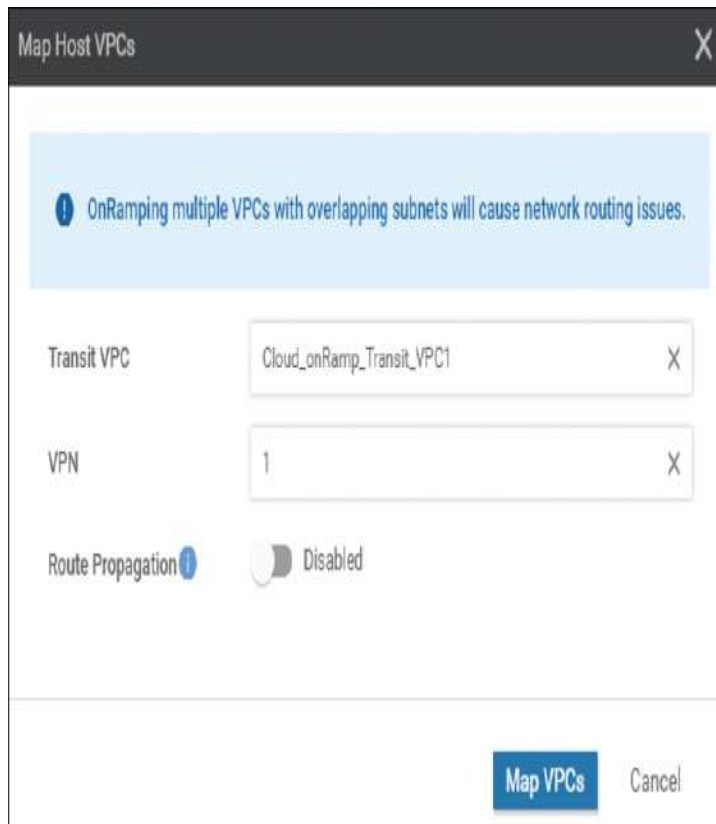 Map Host VPCs X
OnRamping multiple VPCs with overlapping subnets will cause network routing issues.
Transit VPC Cloud_onRamp_Transit_VPC1 X
VPN 1 X
Route Propagation Disabled
Map VPCs Cancel